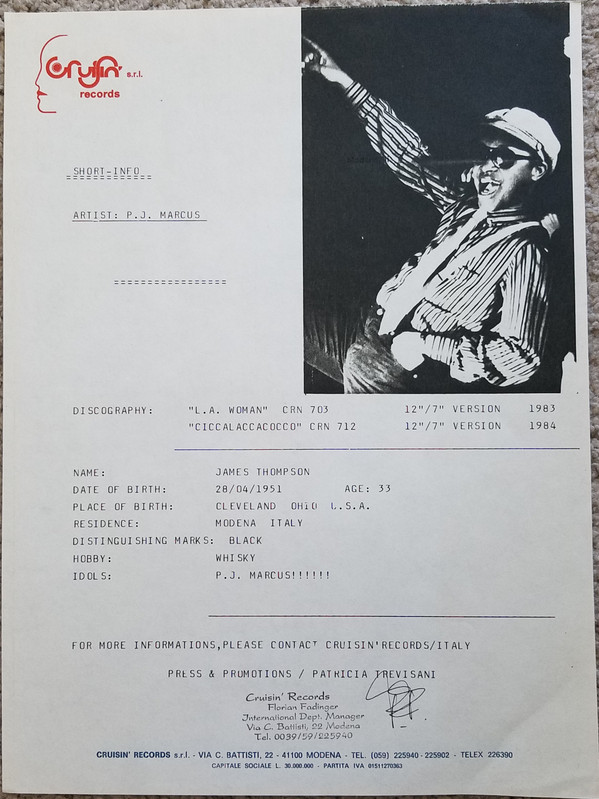 Cruisin' s.r.l.
records
SHORT-INFO
ARTIST: P.J. MARCUS
DISCOGRAPHY: "L.A. WOMAN" CRN 703 12"/7" VERSION 1983
"CICCALACCACOCCO" CRN 712 12"/7" VERSION 1984
NAME: JAMES THOMPSON
DATE OF BIRTH: 28/04/1951 AGE: 33
PLACE OF BIRTH: CLEVELAND OHIO U.S.A.
RESIDENCE: MODENA ITALY
DISTINGUISHING MARKS: BLACK
HOBBY: WHISKY
IDOLS: P.J. MARCUS!!!!!!
FOR MORE INFORMATIONS,PLEASE CONTACT CRUISIN'RECORDS/ITALY
PRESS & PROMOTIONS / PATRICIA TREVISANI
Cruisin' Records
Florian Fadinger
International Dept. Manager
Via C. Battisti, 22 Modena
Tel. 0039/59/225940
CRUISIN' RECORDS s.r.l. - VIA C. BATTISTI, 22 - 41100 MODENA - TEL. (059) 225940 - 225902 - TELEX 226390
CAPITALE SOCIALE L. 30.000.000 - PARTITA IVA 01511270363